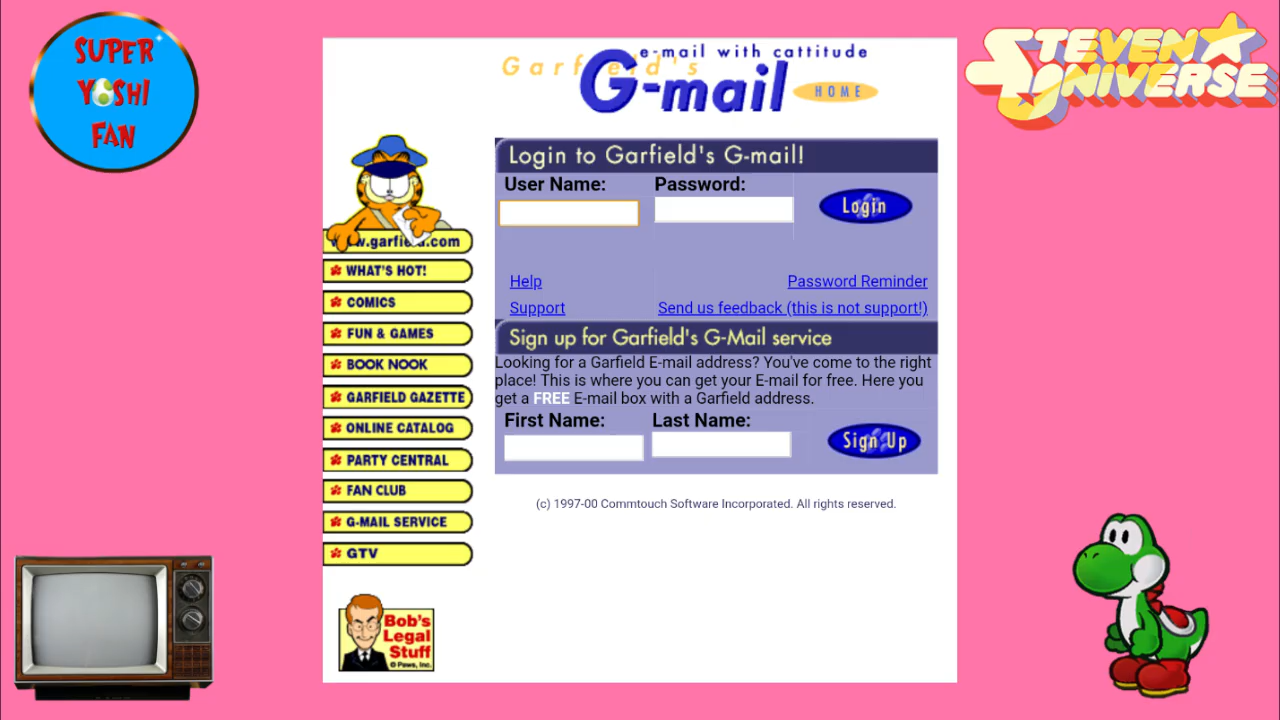 SUPER
YOSHI
FAN
STEVEN
UNIVERSE
e-mail with cattitude
Garfield's
G-mail
HOME
www.garfield.com
WHAT'S HOT!
COMICS
FUN & GAMES
BOOK NOOK
GARFIELD GAZETTE
ONLINE CATALOG
PARTY CENTRAL
FAN CLUB
G-MAIL SERVICE
GTV
Bob's
Legal
Stuff
© Paws, Inc.
Login to Garfield's G-mail!
User Name:
Password:
Login
Help
Password Reminder
Support
Send us feedback (this is not support!)
Sign up for Garfield's G-Mail service
Looking for a Garfield E-mail address? You've come to the right
place! This is where you can get your E-mail for free. Here you
get a FREE E-mail box with a Garfield address.
First Name:
Last Name:
Sign Up
(c) 1997-00 Commtouch Software Incorporated. All rights reserved.